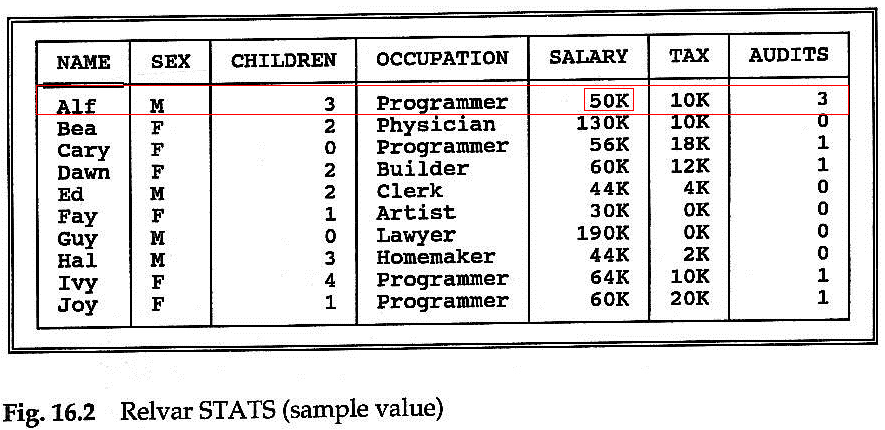 NAME SEX CHILDREN OCCUPATION SALARY TAX AUDITS
Alf M 3 Programmer 50K 10K 3
Bea F 2 Physician 130K 10K 0
Cary F 0 Programmer 56K 18K 1
Dawn F 2 Builder 60K 12K 1
Ed M 2 Clerk 44K 4K 0
Fay F 1 Artist 30K 0K 0
Guy M 0 Lawyer 190K 0K 0
Hal M 3 Homemaker 44K 2K 0
Ivy F 4 Programmer 64K 10K 1
Joy F 1 Programmer 60K 20K 1
Fig. 16.2 Relvar STATS (sample value)